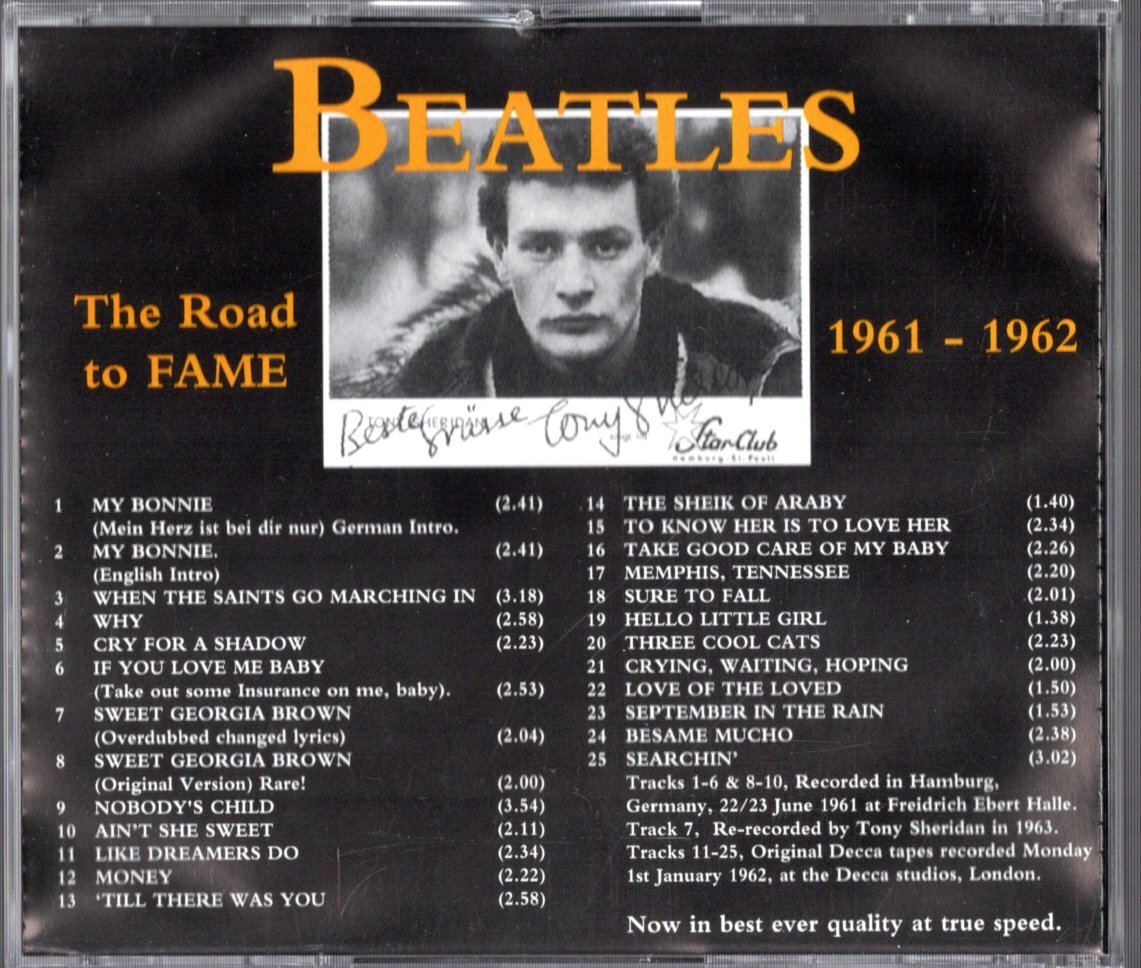 BEATLES
The Road
to FAME
1961 - 1962
TONY SHERIDAN
Beste Grüsse Tony Sheridan
Star-Club
Hamburg-St. Pauli
1 MY BONNIE (2.41)
(Mein Herz ist bei dir nur) German Intro.
2 MY BONNIE. (2.41)
(English Intro)
3 WHEN THE SAINTS GO MARCHING IN (3.18)
4 WHY (2.58)
5 CRY FOR A SHADOW (2.23)
6 IF YOU LOVE ME BABY
(Take out some Insurance on me, baby). (2.53)
7 SWEET GEORGIA BROWN
(Overdubbed changed lyrics) (2.04)
8 SWEET GEORGIA BROWN
(Original Version) Rare! (2.00)
9 NOBODY'S CHILD (3.54)
10 AIN'T SHE SWEET (2.11)
11 LIKE DREAMERS DO (2.34)
12 MONEY (2.22)
13 'TILL THERE WAS YOU (2.58)
14 THE SHEIK OF ARABY (1.40)
15 TO KNOW HER IS TO LOVE HER (2.34)
16 TAKE GOOD CARE OF MY BABY (2.26)
17 MEMPHIS, TENNESSEE (2.20)
18 SURE TO FALL (2.01)
19 HELLO LITTLE GIRL (1.38)
20 THREE COOL CATS (2.23)
21 CRYING, WAITING, HOPING (2.00)
22 LOVE OF THE LOVED (1.50)
23 SEPTEMBER IN THE RAIN (1.53)
24 BESAME MUCHO (2.38)
25 SEARCHIN' (3.02)
Tracks 1-6 & 8-10, Recorded in Hamburg,
Germany, 22/23 June 1961 at Freidrich Ebert Halle.
Track 7, Re-recorded by Tony Sheridan in 1963.
Tracks 11-25, Original Decca tapes recorded Monday
1st January 1962, at the Decca studios, London.
Now in best ever quality at true speed.